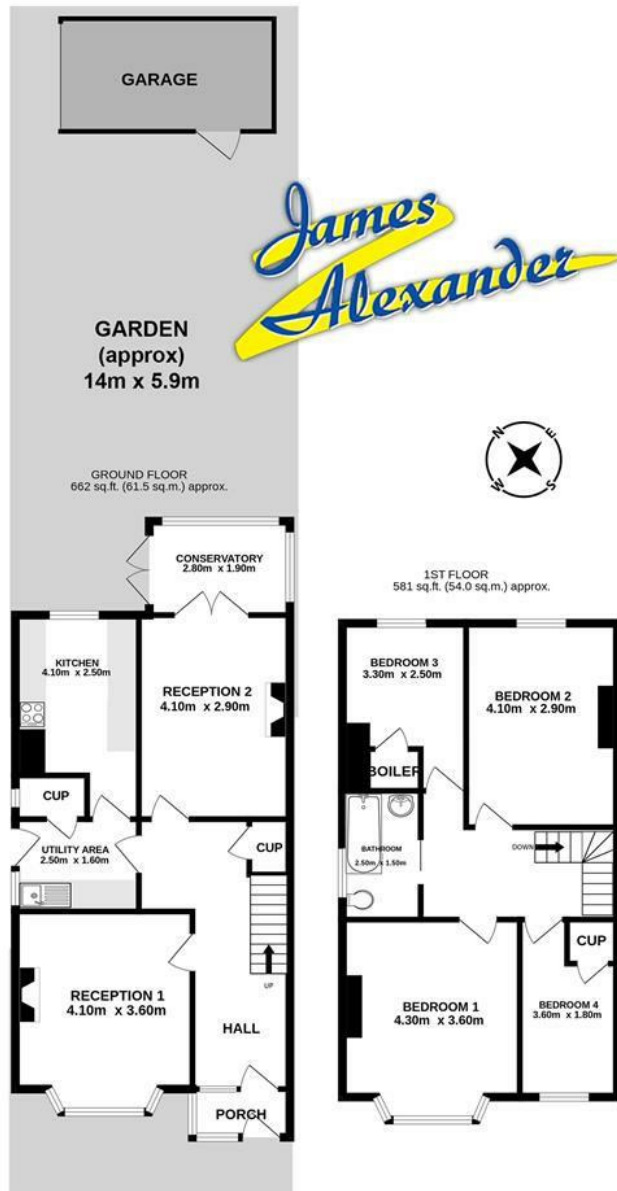 GARAGE
James
Alexander
GARDEN
(approx)
14m x 5.9m
GROUND FLOOR
662 sq.ft. (61.5 sq.m.) approx.
N
E
W
S
CONSERVATORY
2.80m x 1.90m
KITCHEN
4.10m x 2.50m
RECEPTION 2
4.10m x 2.90m
CUP
UTILITY AREA
2.50m x 1.60m
CUP
UP
RECEPTION 1
4.10m x 3.60m
HALL
PORCH
1ST FLOOR
581 sq.ft. (54.0 sq.m.) approx.
BEDROOM 3
3.30m x 2.50m
BEDROOM 2
4.10m x 2.90m
BOILER
BATHROOM
2.50m x 1.50m
DOWN
CUP
BEDROOM 1
4.30m x 3.60m
BEDROOM 4
3.60m x 1.80m